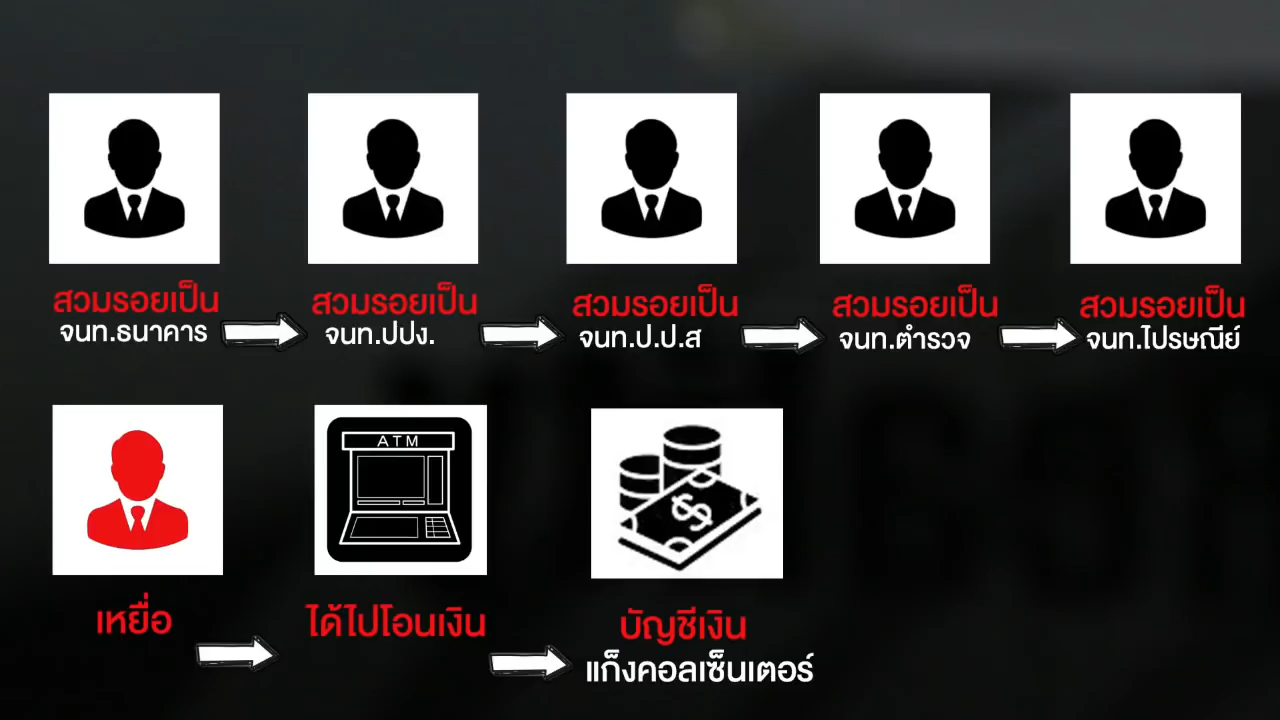 สวมรอยเป็น
จนท.ธนาคาร
สวมรอยเป็น
จนท.ปปง.
สวมรอยเป็น
จนท.ป.ป.ส
สวมรอยเป็น
จนท.ตำรวจ
สวมรอยเป็น
จนท.ไปรษณีย์
ATM
เหยื่อ
ได้ไปโอนเงิน
บัญชีเงิน
แก็งคอลเซ็นเตอร์